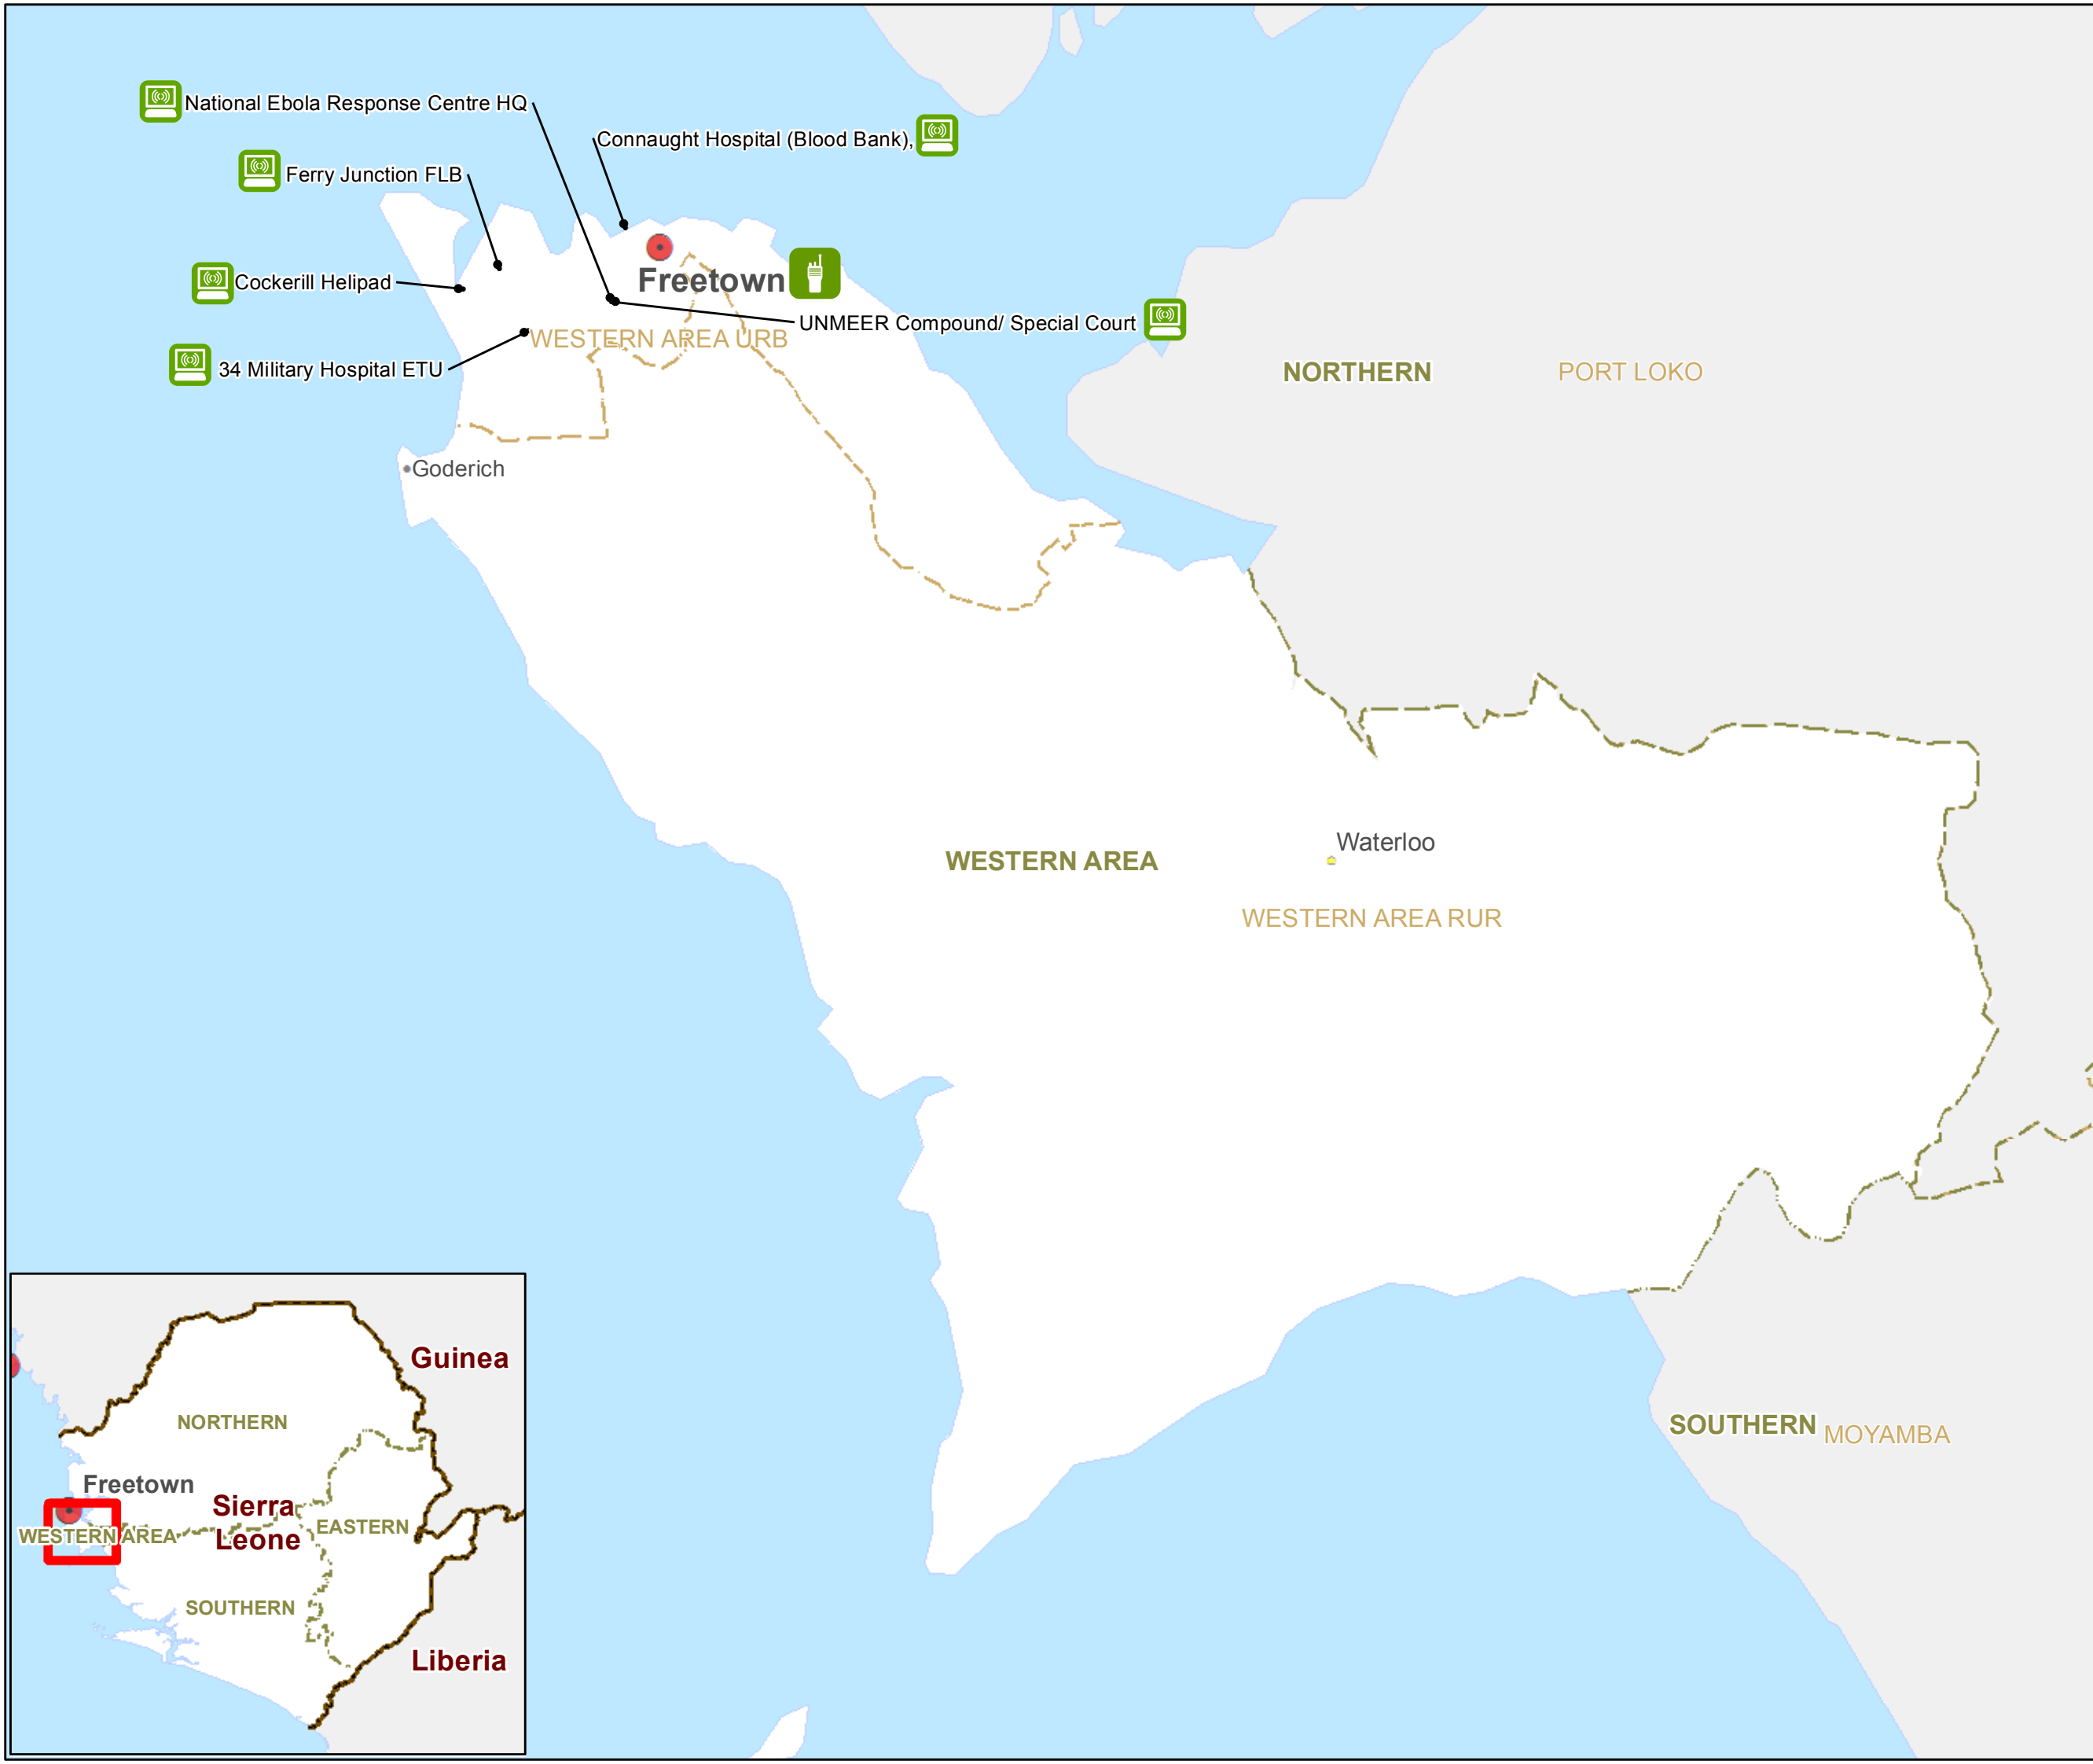 National Ebola Response Centre HQ
Connaught Hospital (Blood Bank),
Ferry Junction FLB
Cockerill Helipad
Freetown
UNMEER Compound/ Special Court
WESTERN AREA URB
34 Military Hospital ETU
NORTHERN
PORT LOKO
Goderich
Waterloo
WESTERN AREA
WESTERN AREA RUR
SOUTHERN
MOYAMBA
Guinea
NORTHERN
Freetown
Sierra
Leone
WESTERN AREA
EASTERN
SOUTHERN
Liberia